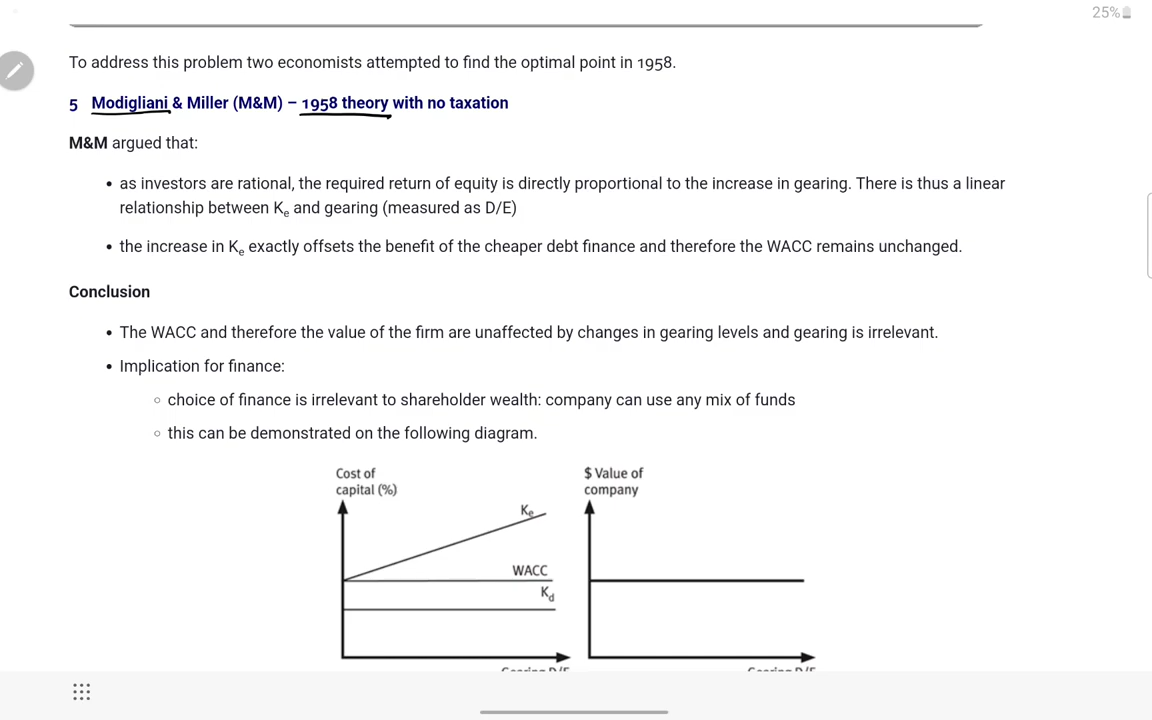 25%
To address this problem two economists attempted to find the optimal point in 1958.
5 Modigliani & Miller (M&M) – 1958 theory with no taxation
M&M argued that:
• as investors are rational, the required return of equity is directly proportional to the increase in gearing. There is thus a linear
relationship between Ke and gearing (measured as D/E)
• the increase in Ke exactly offsets the benefit of the cheaper debt finance and therefore the WACC remains unchanged.
Conclusion
• The WACC and therefore the value of the firm are unaffected by changes in gearing levels and gearing is irrelevant.
• Implication for finance:
○ choice of finance is irrelevant to shareholder wealth: company can use any mix of funds
○ this can be demonstrated on the following diagram.
Cost of
capital (%)
Ke
WACC
Kd
$ Value of
company